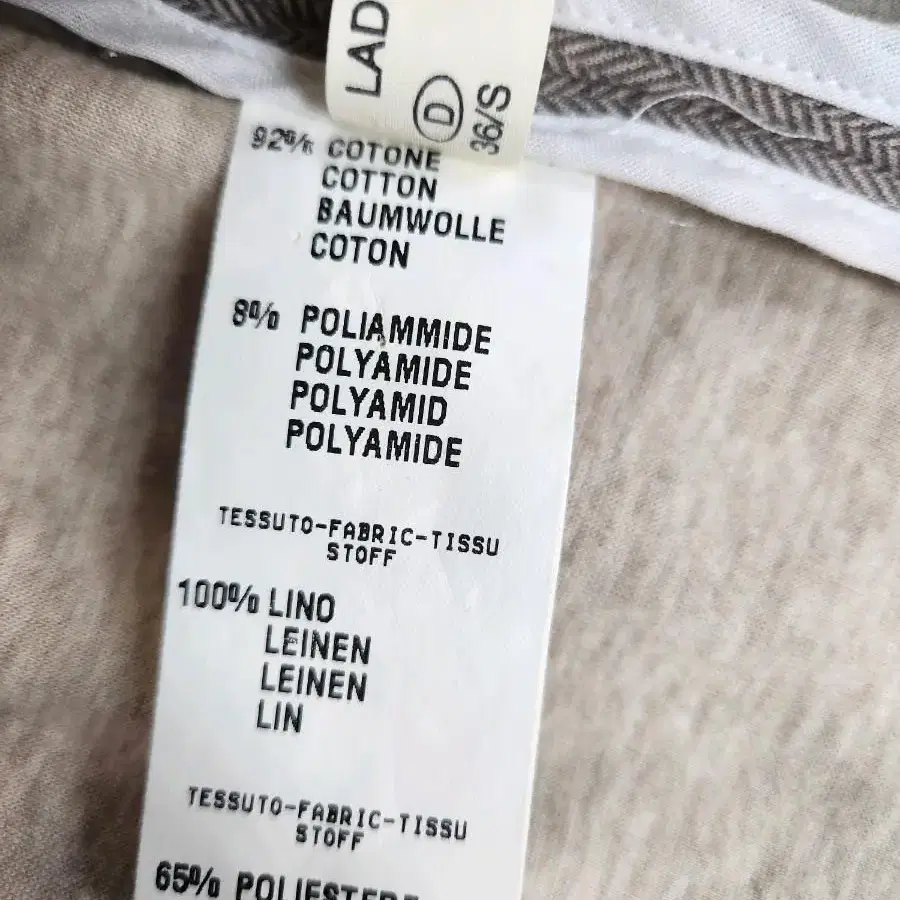 LAD
D
36/S
92% COTONE
COTTON
BAUMWOLLE
COTON
8% POLIAMMIDE
POLYAMIDE
POLYAMID
POLYAMIDE
TESSUTO-FABRIC-TISSU
STOFF
100% LINO
LEINEN
LEINEN
LIN
TESSUTO-FABRIC-TISSU
STOFF
65% POLIESTERE